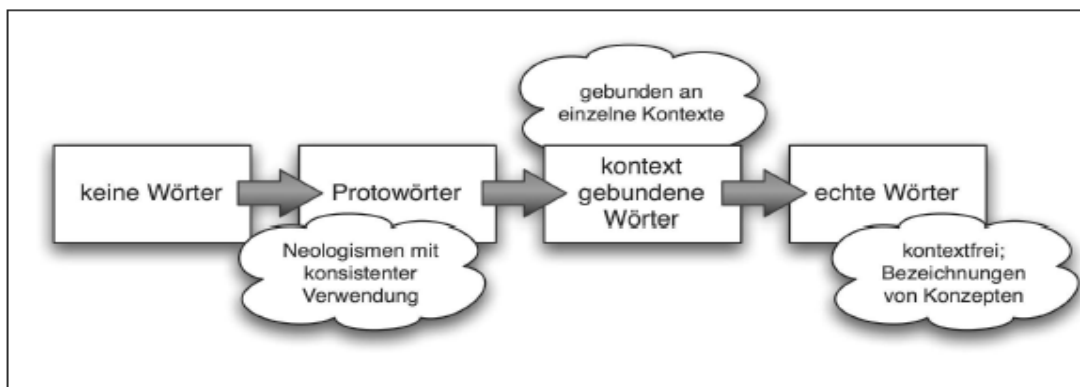 keine Wörter
Protowörter
Neologismen mit
konsistenter
Verwendung
gebunden an
einzelne Kontexte
kontext
gebundene
Wörter
echte Wörter
kontextfrei;
Bezeichnungen
von Konzepten